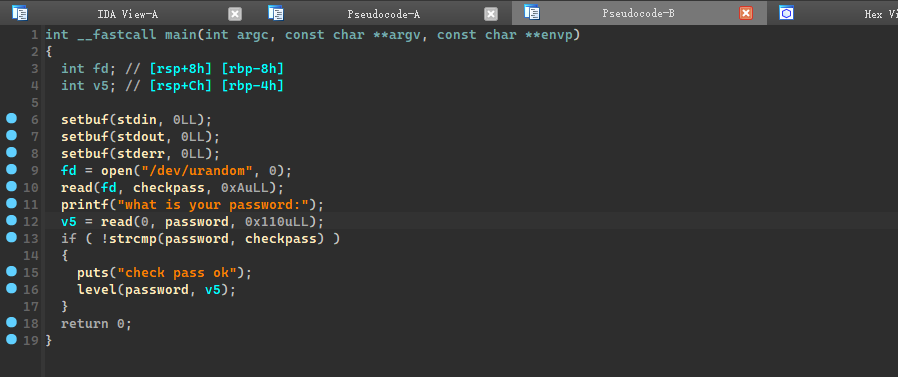 IDA View-A Pseudocode-A Pseudocode-B Hex Vi
1 int __fastcall main(int argc, const char **argv, const char **envp)
2 {
3 int fd; // [rsp+8h] [rbp-8h]
4 int v5; // [rsp+Ch] [rbp-4h]
5
6 setbuf(stdin, 0LL);
7 setbuf(stdout, 0LL);
8 setbuf(stderr, 0LL);
9 fd = open("/dev/urandom", 0);
10 read(fd, checkpass, 0xAuLL);
11 printf("what is your password:");
12 v5 = read(0, password, 0x110uLL);
13 if ( !strcmp(password, checkpass) )
14 {
15 puts("check pass ok");
16 level(password, v5);
17 }
18 return 0;
19 }